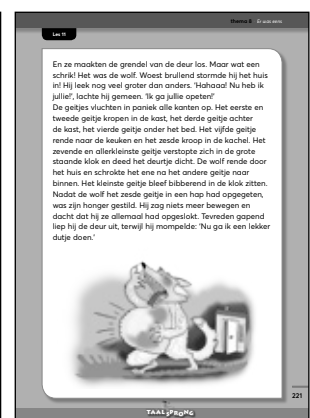 thema 8 Er was eens
Les 11
En ze maakten de grendel van de deur los. Maar wat een
schrik! Het was de wolf. Woest brullend stormde hij het huis
in! Hij leek nog veel groter dan anders. 'Hahaaa! Nu heb ik
jullie!', lachte hij gemeen. 'Ik ga jullie opeten!'
De geitjes vluchten in paniek alle kanten op. Het eerste en
tweede geitje kropen in de kast, het derde geitje achter
de kast, het vierde geitje onder het bed. Het vijfde geitje
rende naar de keuken en het zesde kroop in de kachel. Het
zevende en allerkleinste geitje verstopte zich in de grote
staande klok en deed het deurtje dicht. De wolf rende door
het huis en schrokte het ene na het andere geitje naar
binnen. Het kleinste geitje bleef bibberend in de klok zitten.
Nadat de wolf het zesde geitje in een hap had opgegeten,
was zijn honger gestild. Hij zag niets meer bewegen en
dacht dat hij ze allemaal had opgeslokt. Tevreden gapend
liep hij de deur uit, terwijl hij mompelde: 'Nu ga ik een lekker
dutje doen.'
221
TAALSPRONG